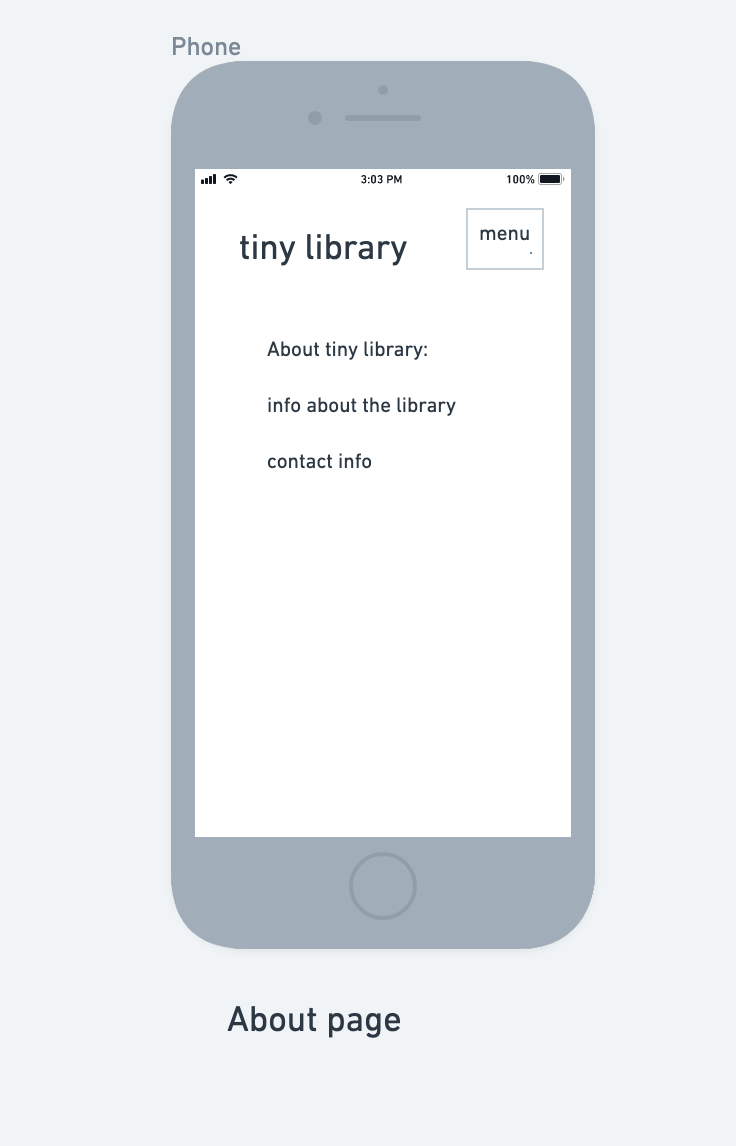 Phone
3:03 PM
100%
tiny library
menu
.
About tiny library:
info about the library
contact info
About page